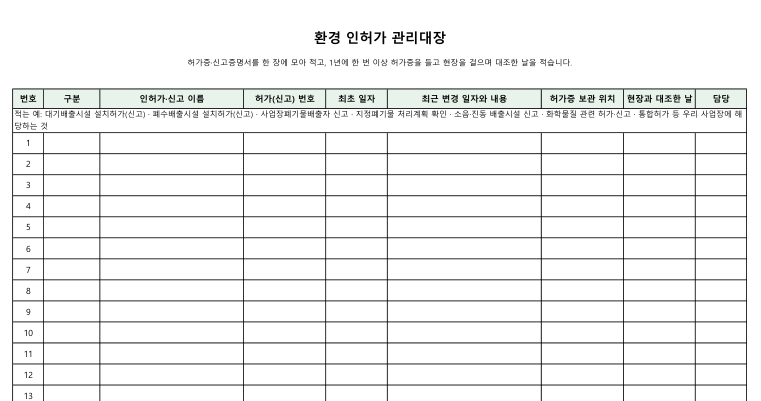 환경 인허가 관리대장
허가증·신고증명서를 한 장에 모아 적고, 1년에 한 번 이상 허가증을 들고 현장을 걸으며 대조한 날을 적습니다.
번호 구분 인허가·신고 이름 허가(신고) 번호 최초 일자 최근 변경 일자와 내용 허가증 보관 위치 현장과 대조한 날 담당
적는 예: 대기배출시설 설치허가(신고) · 폐수배출시설 설치허가(신고) · 사업장폐기물배출자 신고 · 지정폐기물 처리계획 확인 · 소음·진동 배출시설 신고 · 화학물질 관련 허가·신고 · 통합허가 등 우리 사업장에 해
당하는 것
1
2
3
4
5
6
7
8
9
10
11
12
13